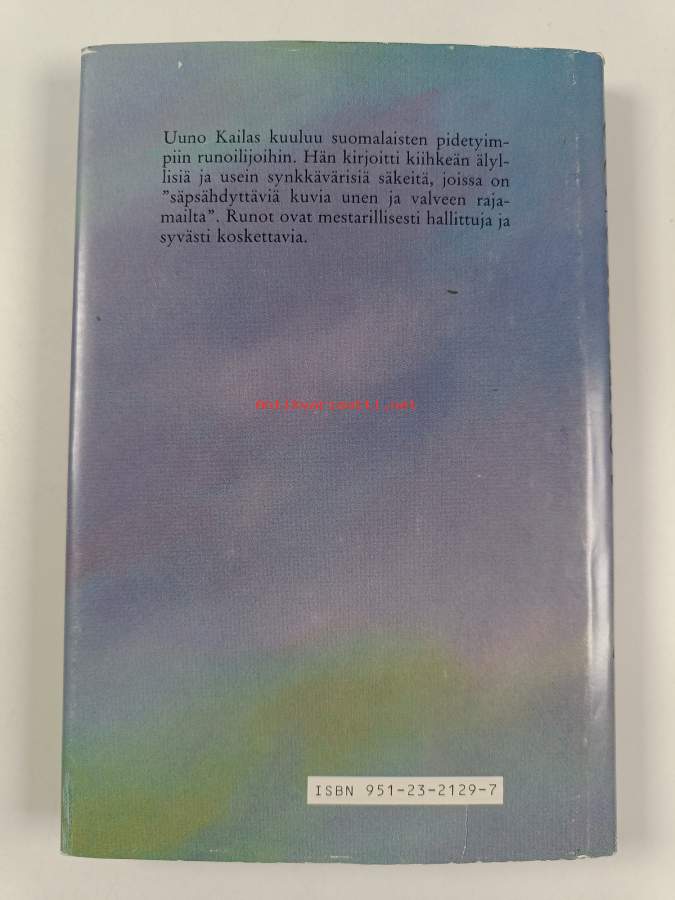 Uuno Kailas kuuluu suomalaisten pidetyim-
piin runoilijoihin. Hän kirjoitti kiihkeän älyl-
lisiä ja usein synkkävärisiä säkeitä, joissa on
”säpsähdyttäviä kuvia unen ja valveen raja-
mailta”. Runot ovat mestarillisesti hallittuja ja
syvästi koskettavia.
Antikvariaatti.net
ISBN 951-23-2129-7